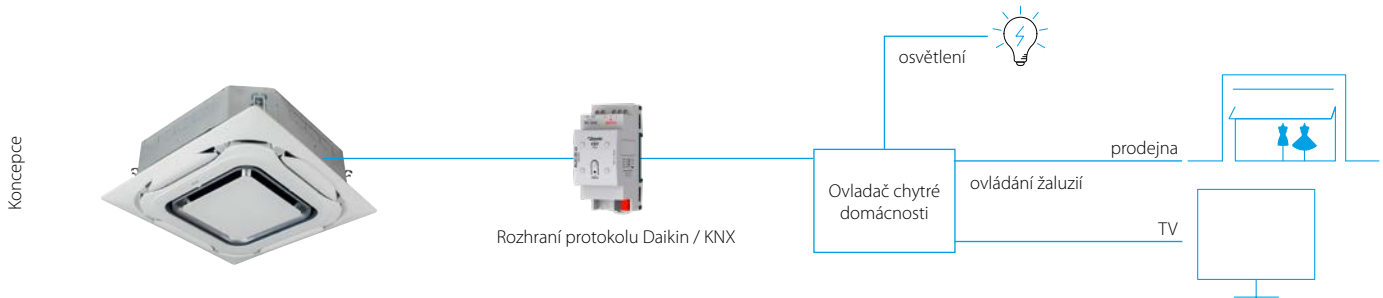 Koncepce
osvětlení
prodejna
ovládání žaluzií
Ovladač chytré
domácnosti
TV
Rozhraní protokolu Daikin / KNX